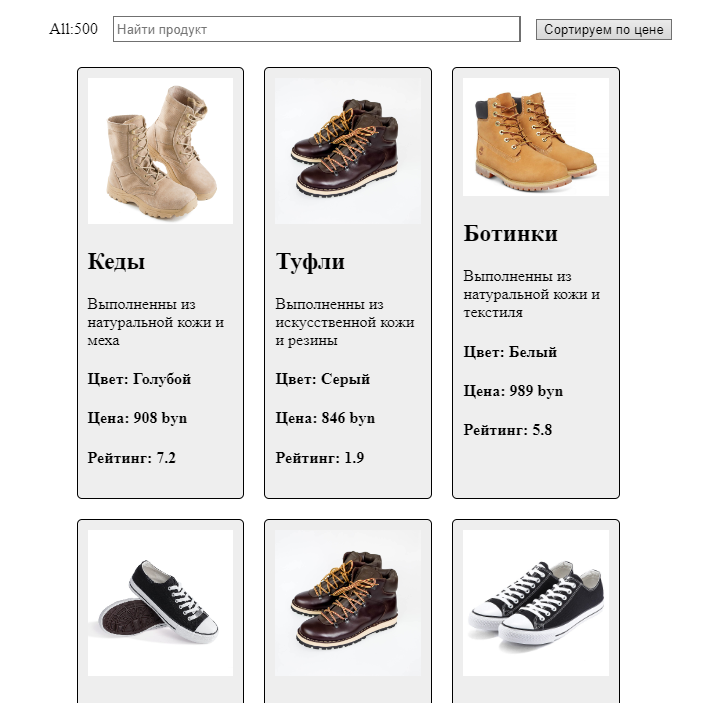 All:500
Найти продукт
Сортируем по цене
Кеды
Выполненны из
натуральной кожи и
меха
Цвет: Голубой
Цена: 908 byn
Рейтинг: 7.2
Туфли
Выполненны из
искусственной кожи
и резины
Цвет: Серый
Цена: 846 byn
Рейтинг: 1.9
Ботинки
Выполненны из
натуральной кожи и
текстиля
Цвет: Белый
Цена: 989 byn
Рейтинг: 5.8